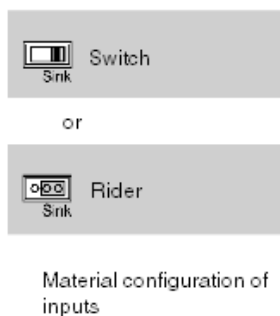 Switch
Sink
or
Rider
Sink
Material configuration of
inputs